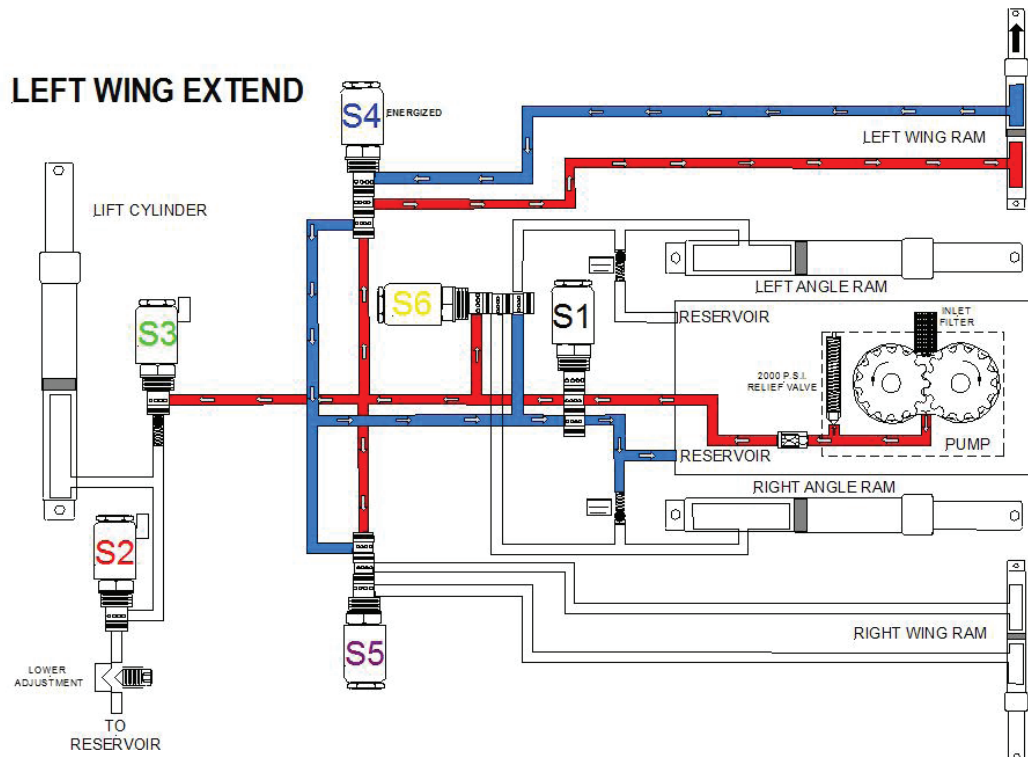 LEFT WING EXTEND
S4
ENERGIZED
LEFT WING RAM
LIFT CYLINDER
S6
S1
LEFT ANGLE RAM
S3
RESERVOIR
INLET
FILTER
2000 P.S.I.
RELIEF VALVE
PUMP
RESERVOIR
RIGHT ANGLE RAM
S2
S5
RIGHT WING RAM
LOWER
ADJUSTMENT
TO
RESERVOIR